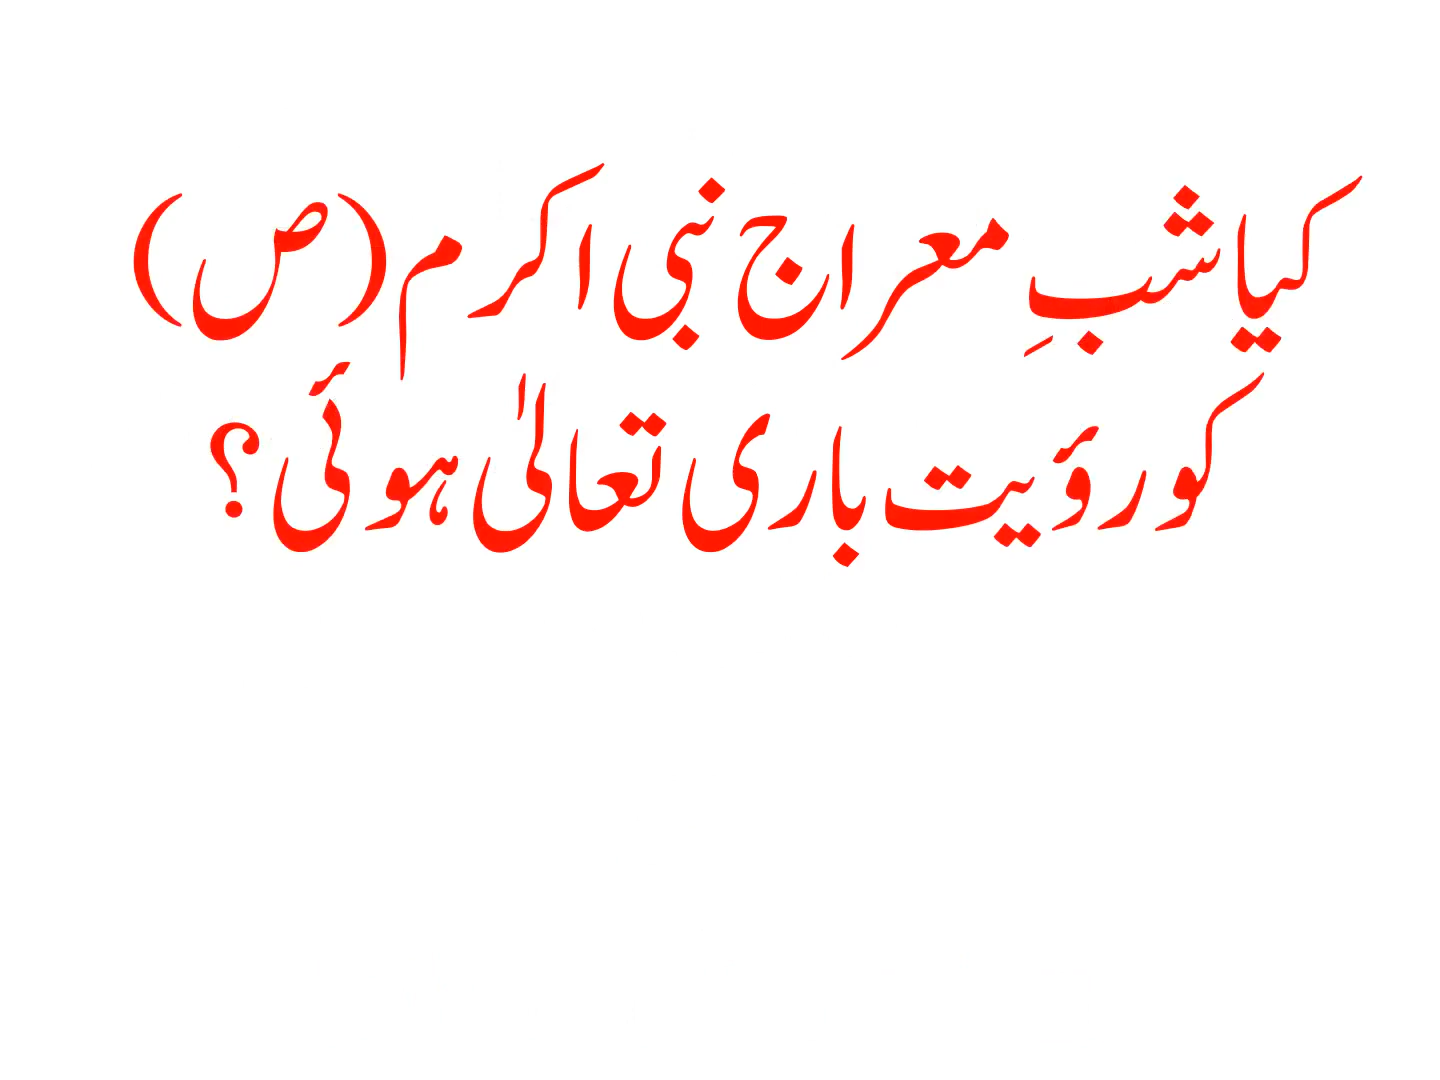 کیا شبِ معراج نبی اکرم (ص)
کو رؤیت باری تعالیٰ ہوئی؟